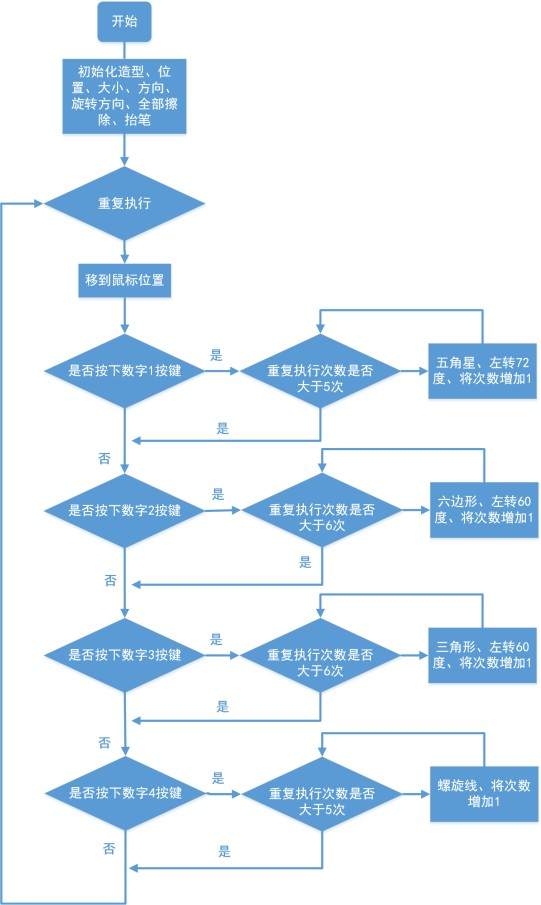 开始
初始化造型、位
置、大小、方向、
旋转方向、全部擦
除、抬笔
重复执行
移到鼠标位置
是否按下数字1按键
是
重复执行次数是否
大于5次
五角星、左转72
度、将次数增加1
是
否
是否按下数字2按键
是
重复执行次数是否
大于6次
六边形、左转60
度、将次数增加1
是
否
是否按下数字3按键
是
重复执行次数是否
大于6次
三角形、左转60
度、将次数增加1
是
否
是否按下数字4按键
是
重复执行次数是否
大于5次
螺旋线、将次数
增加1
否
是